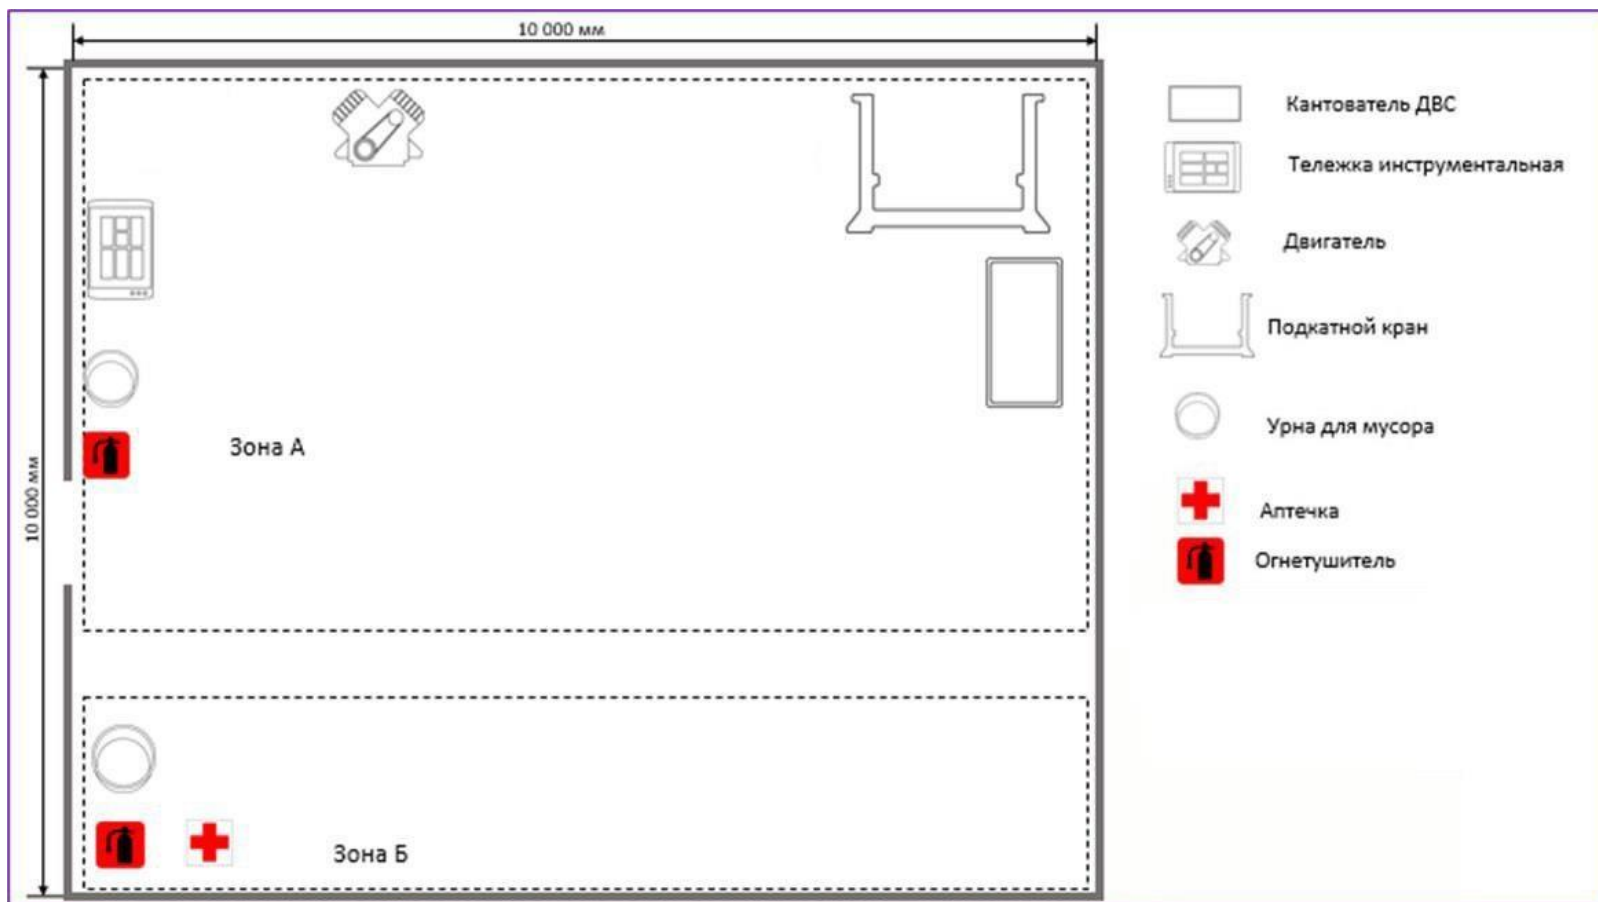 10 000 мм
Кантователь ДВС
Тележка инструментальная
Двигатель
Подкатной кран
Урна для мусора
Зона А
10 000 мм
Аптечка
Огнетушитель
Зона Б